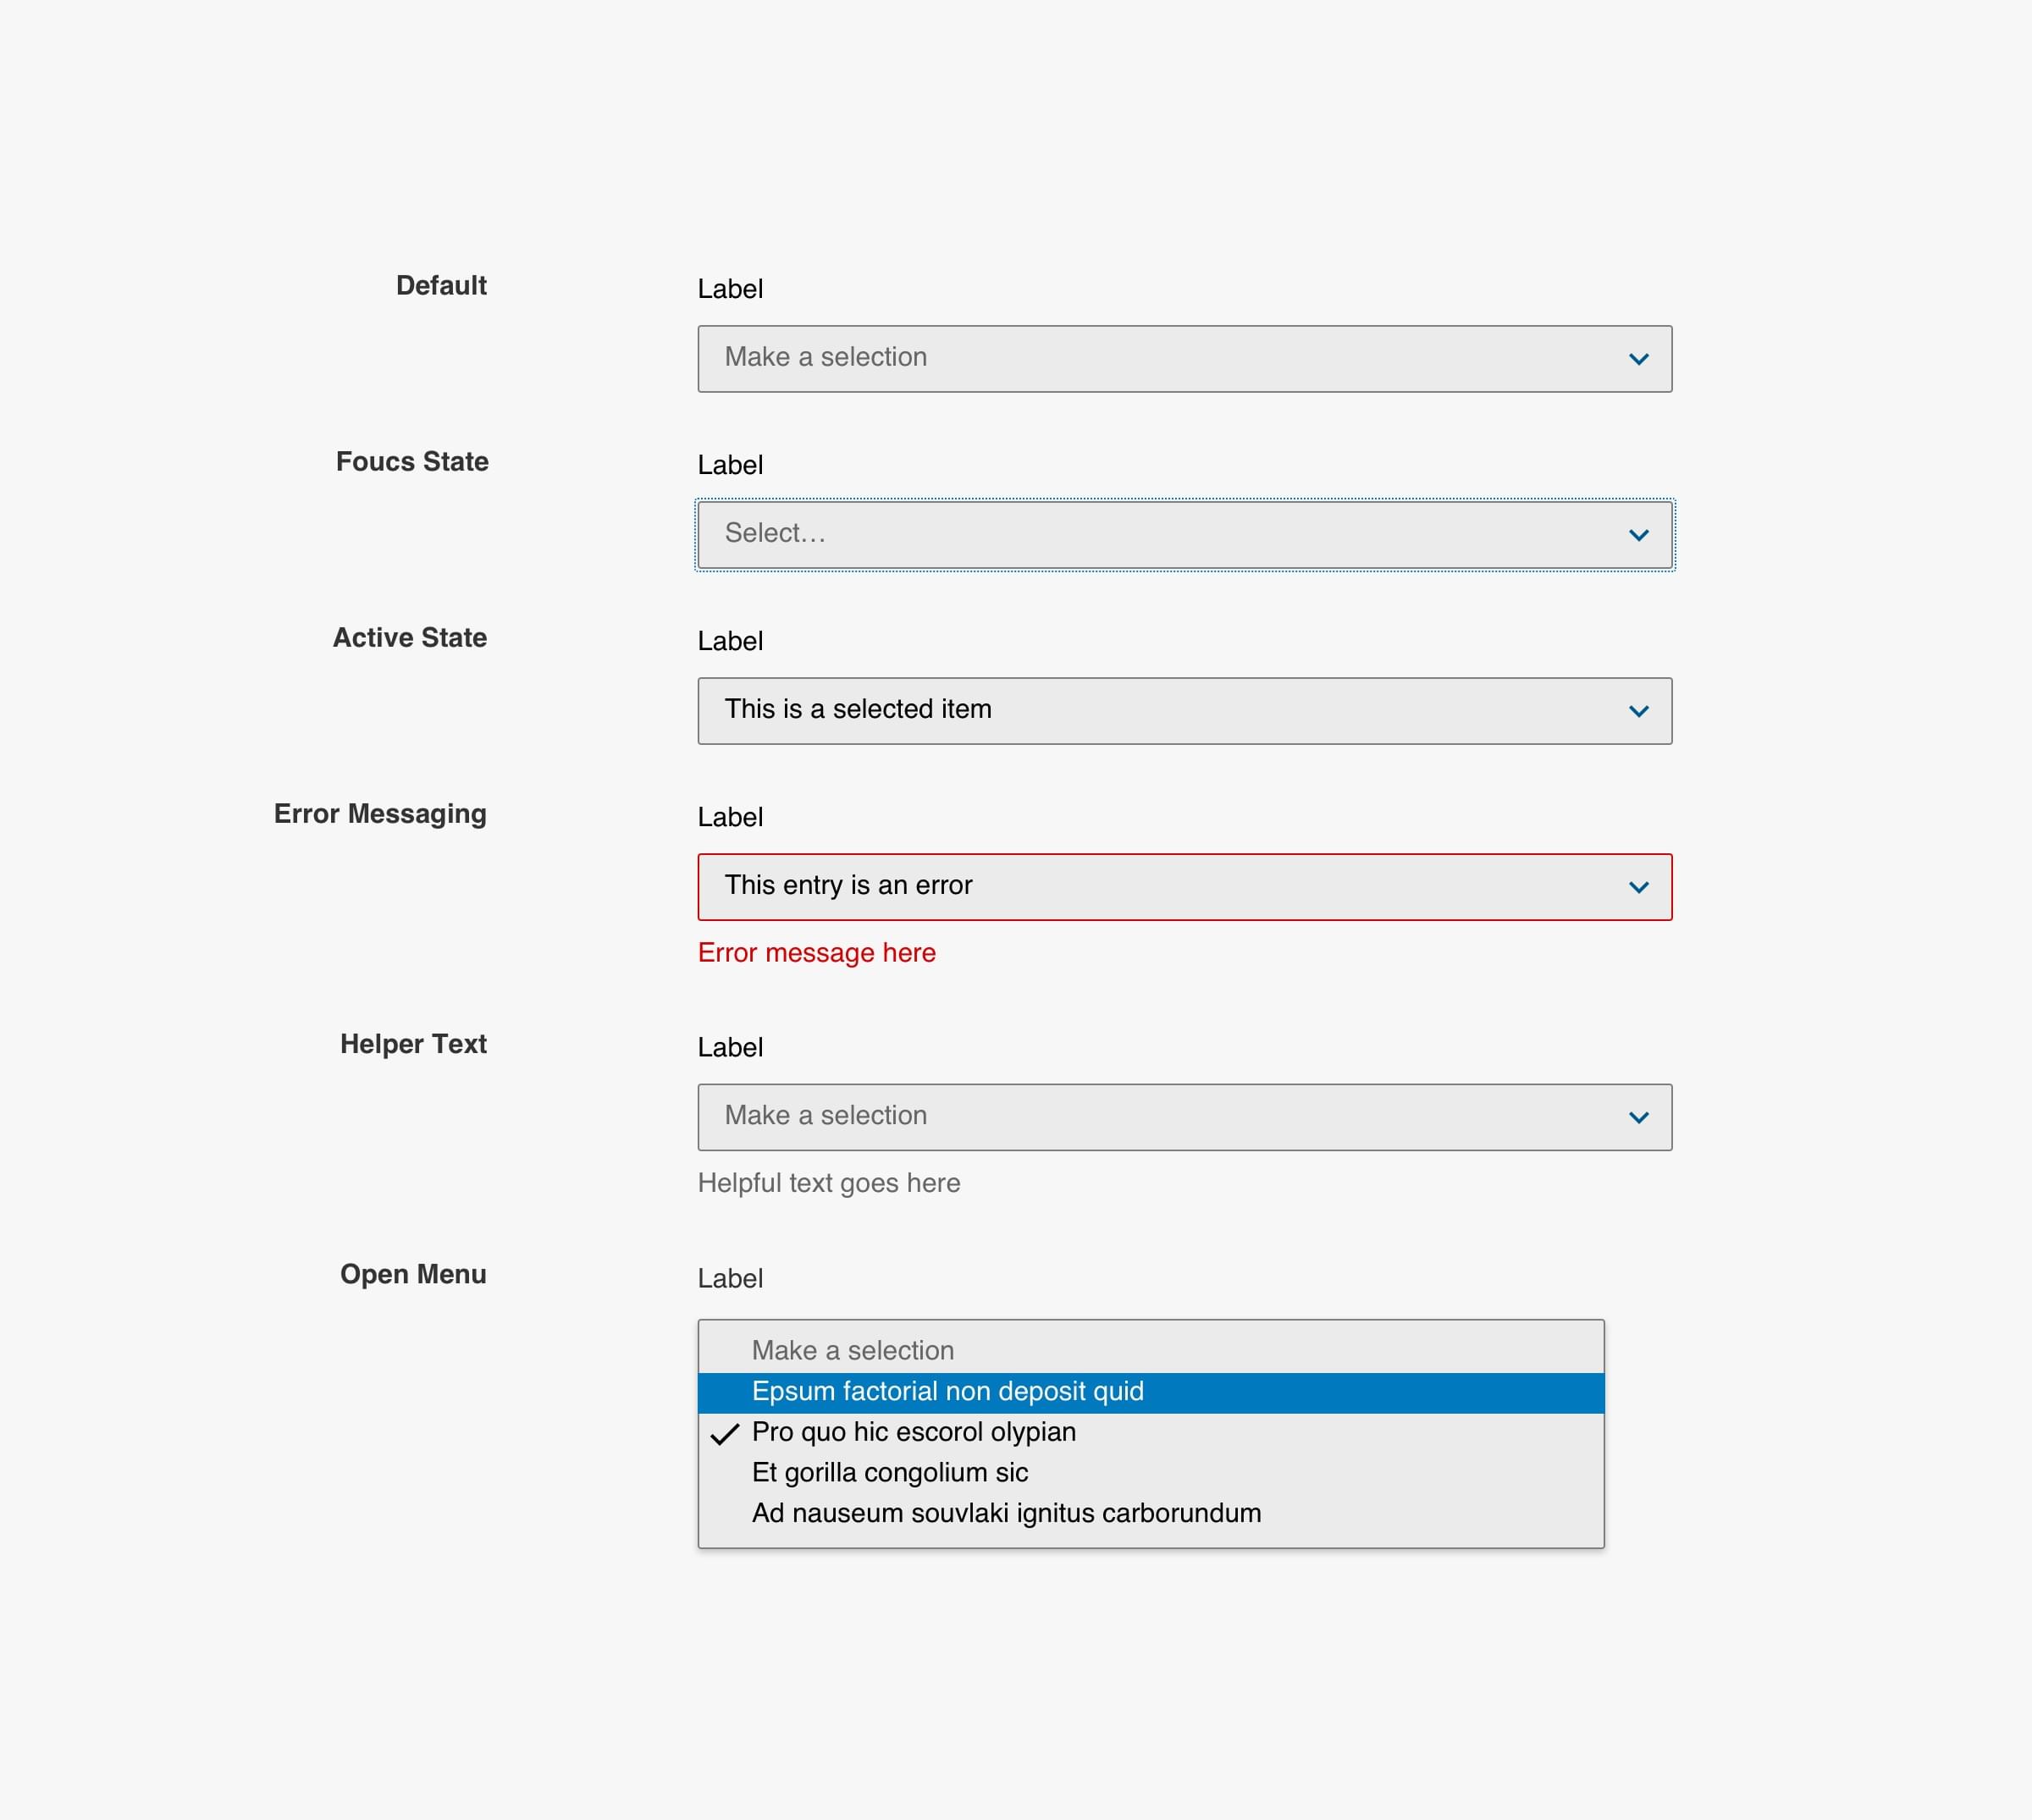 Default
Label
Make a selection
Foucs State
Label
Select...
Active State
Label
This is a selected item
Error Messaging
Label
This entry is an error
Error message here
Helper Text
Label
Make a selection
Helpful text goes here
Open Menu
Label
Make a selection
Epsum factorial non deposit quid
Pro quo hic escorol olypian
Et gorilla congolium sic
Ad nauseum souvlaki ignitus carborundum